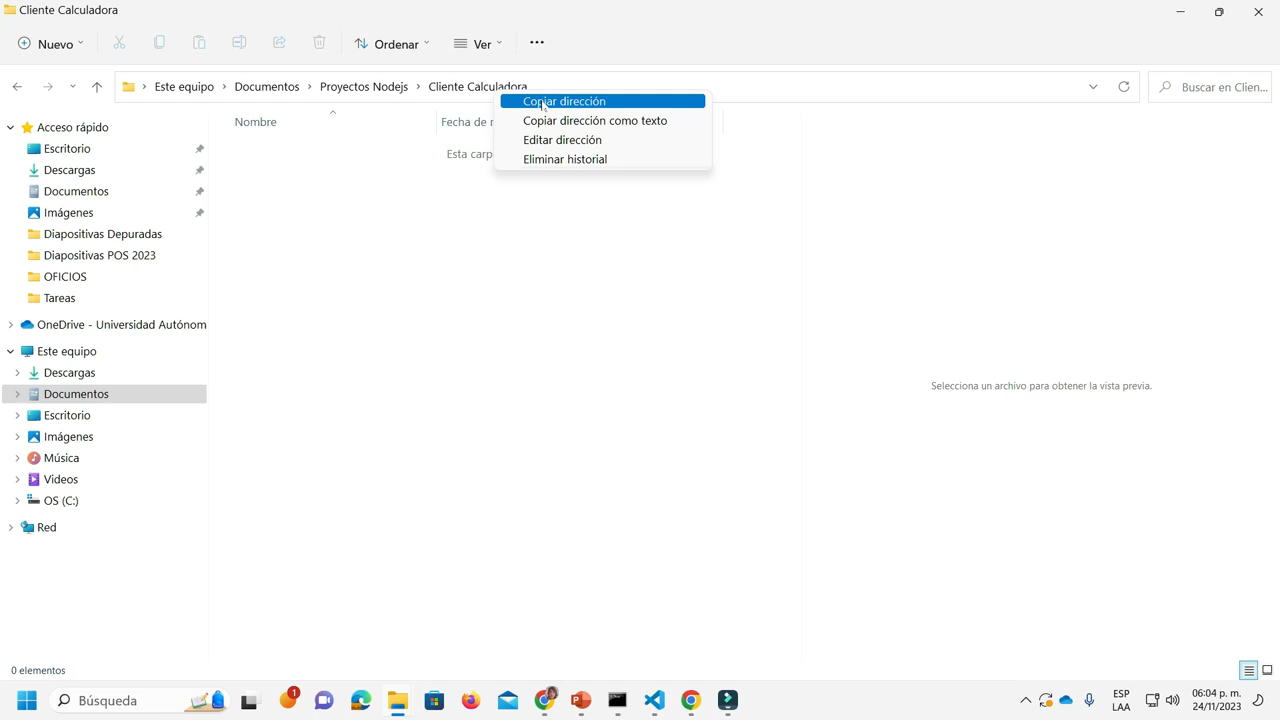 Cliente Calculadora
Nuevo
Ordenar
Ver
Este equipo
Documentos
Proyectos Nodejs
Cliente Calculadora
Buscar en Clien...
Copiar dirección
Copiar dirección como texto
Editar dirección
Eliminar historial
Nombre
Fecha de
Esta carp
Acceso rápido
Escritorio
Descargas
Documentos
Imágenes
Diapositivas Depuradas
Diapositivas POS 2023
OFICIOS
Tareas
OneDrive - Universidad Autónom
Este equipo
Descargas
Documentos
Escritorio
Imágenes
Música
Videos
OS (C:)
Red
Selecciona un archivo para obtener la vista previa.
0 elementos
Búsqueda
1
ESP
LAA
06:04 p. m.
24/11/2023